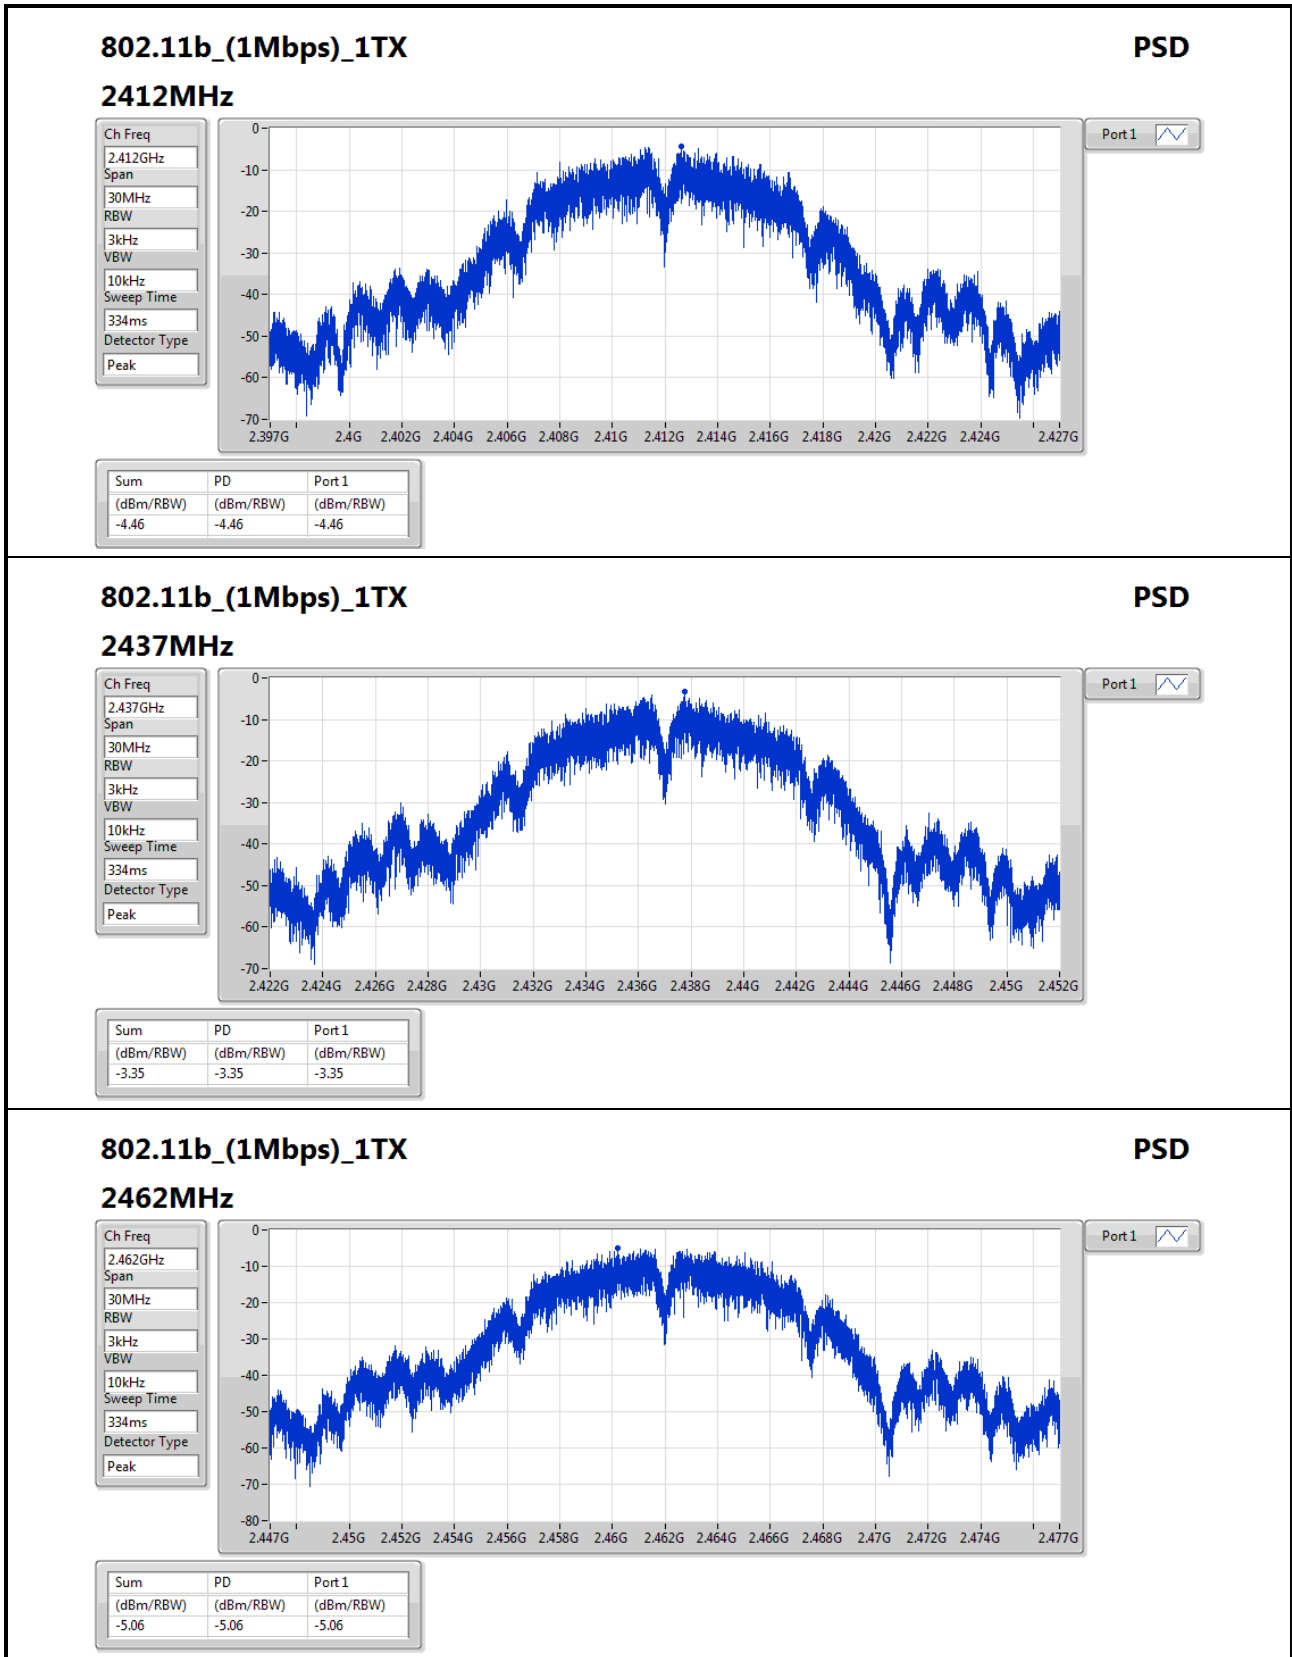 802.11b_(1Mbps)_1TX PSD
2412MHz
Ch Freq
2.412GHz
Span
30MHz
RBW
3kHz
VBW
10kHz
Sweep Time
334ms
Detector Type
Peak
0
-10
-20
-30
-40
-50
-60
-70
2.397G 2.4G 2.402G 2.404G 2.406G 2.408G 2.41G 2.412G 2.414G 2.416G 2.418G 2.42G 2.422G 2.424G 2.427G
Port 1
Sum PD Port 1
(dBm/RBW) (dBm/RBW) (dBm/RBW)
-4.46 -4.46 -4.46
802.11b_(1Mbps)_1TX PSD
2437MHz
Ch Freq
2.437GHz
Span
30MHz
RBW
3kHz
VBW
10kHz
Sweep Time
334ms
Detector Type
Peak
0
-10
-20
-30
-40
-50
-60
-70
2.422G 2.424G 2.426G 2.428G 2.43G 2.432G 2.434G 2.436G 2.438G 2.44G 2.442G 2.444G 2.446G 2.448G 2.45G 2.452G
Port 1
Sum PD Port 1
(dBm/RBW) (dBm/RBW) (dBm/RBW)
-3.35 -3.35 -3.35
802.11b_(1Mbps)_1TX PSD
2462MHz
Ch Freq
2.462GHz
Span
30MHz
RBW
3kHz
VBW
10kHz
Sweep Time
334ms
Detector Type
Peak
0
-10
-20
-30
-40
-50
-60
-70
-80
2.447G 2.45G 2.452G 2.454G 2.456G 2.458G 2.46G 2.462G 2.464G 2.466G 2.468G 2.47G 2.472G 2.474G 2.477G
Port 1
Sum PD Port 1
(dBm/RBW) (dBm/RBW) (dBm/RBW)
-5.06 -5.06 -5.06